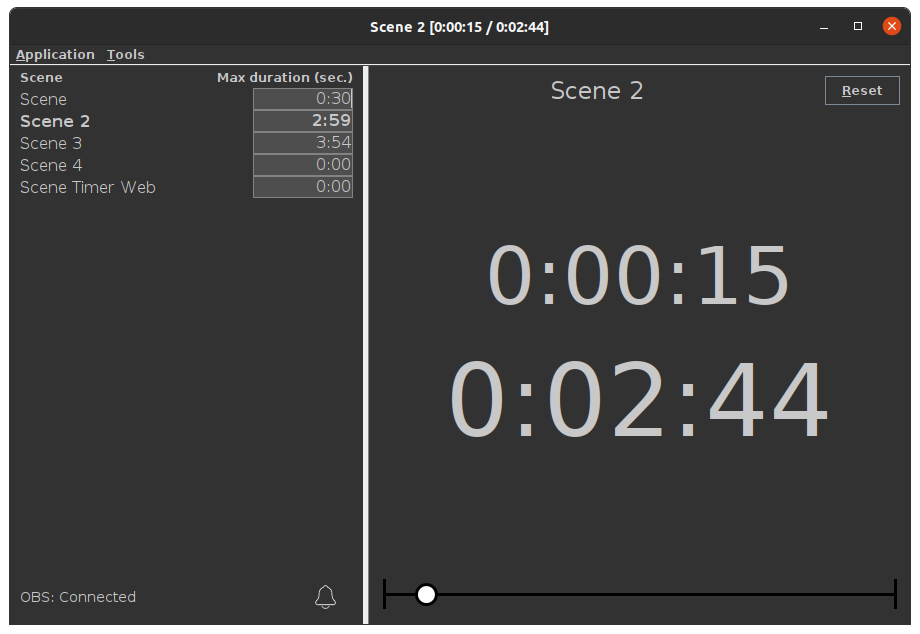 Scene 2 [0:00:15 / 0:02:44]
Application Tools
Scene Max duration (sec.)
Scene 0:30
Scene 2 2:59
Scene 3 3:54
Scene 4 0:00
Scene Timer Web 0:00
OBS: Connected
Scene 2
Reset
0:00:15
0:02:44